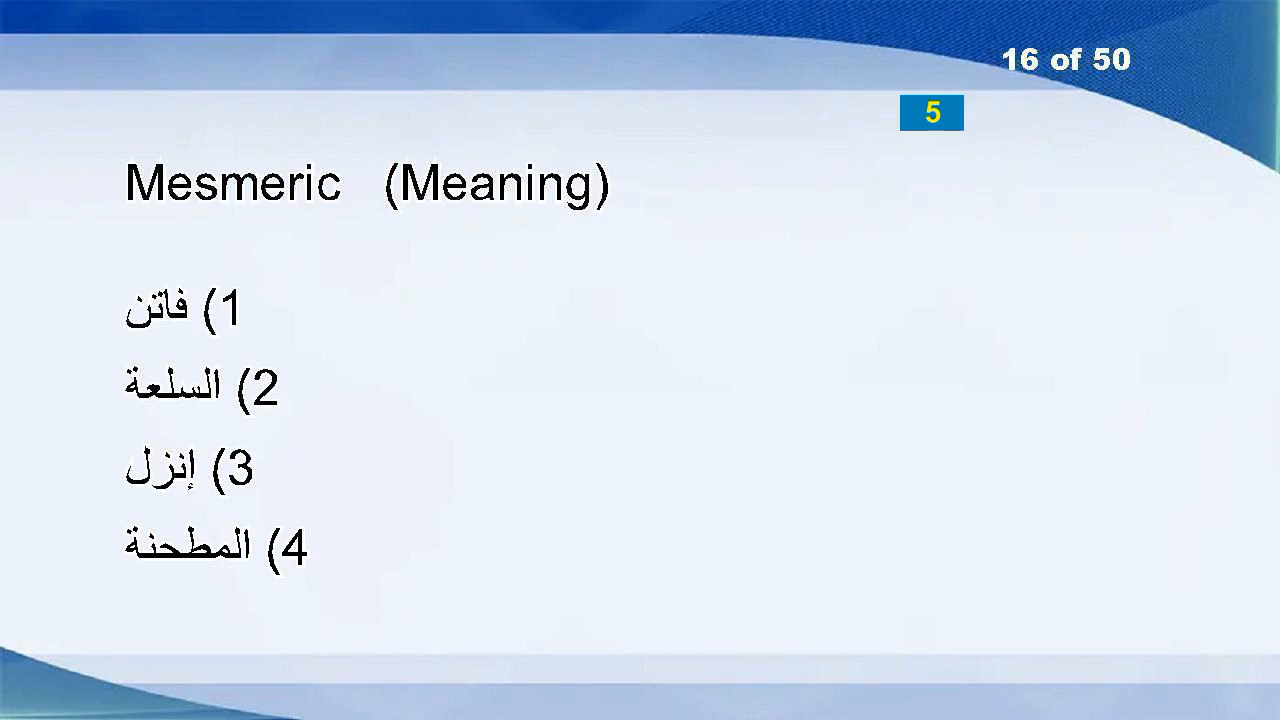 16 of 50
5
Mesmeric (Meaning)
1) فاتن
2) السلعة
3) إنزل
4) المطحنة